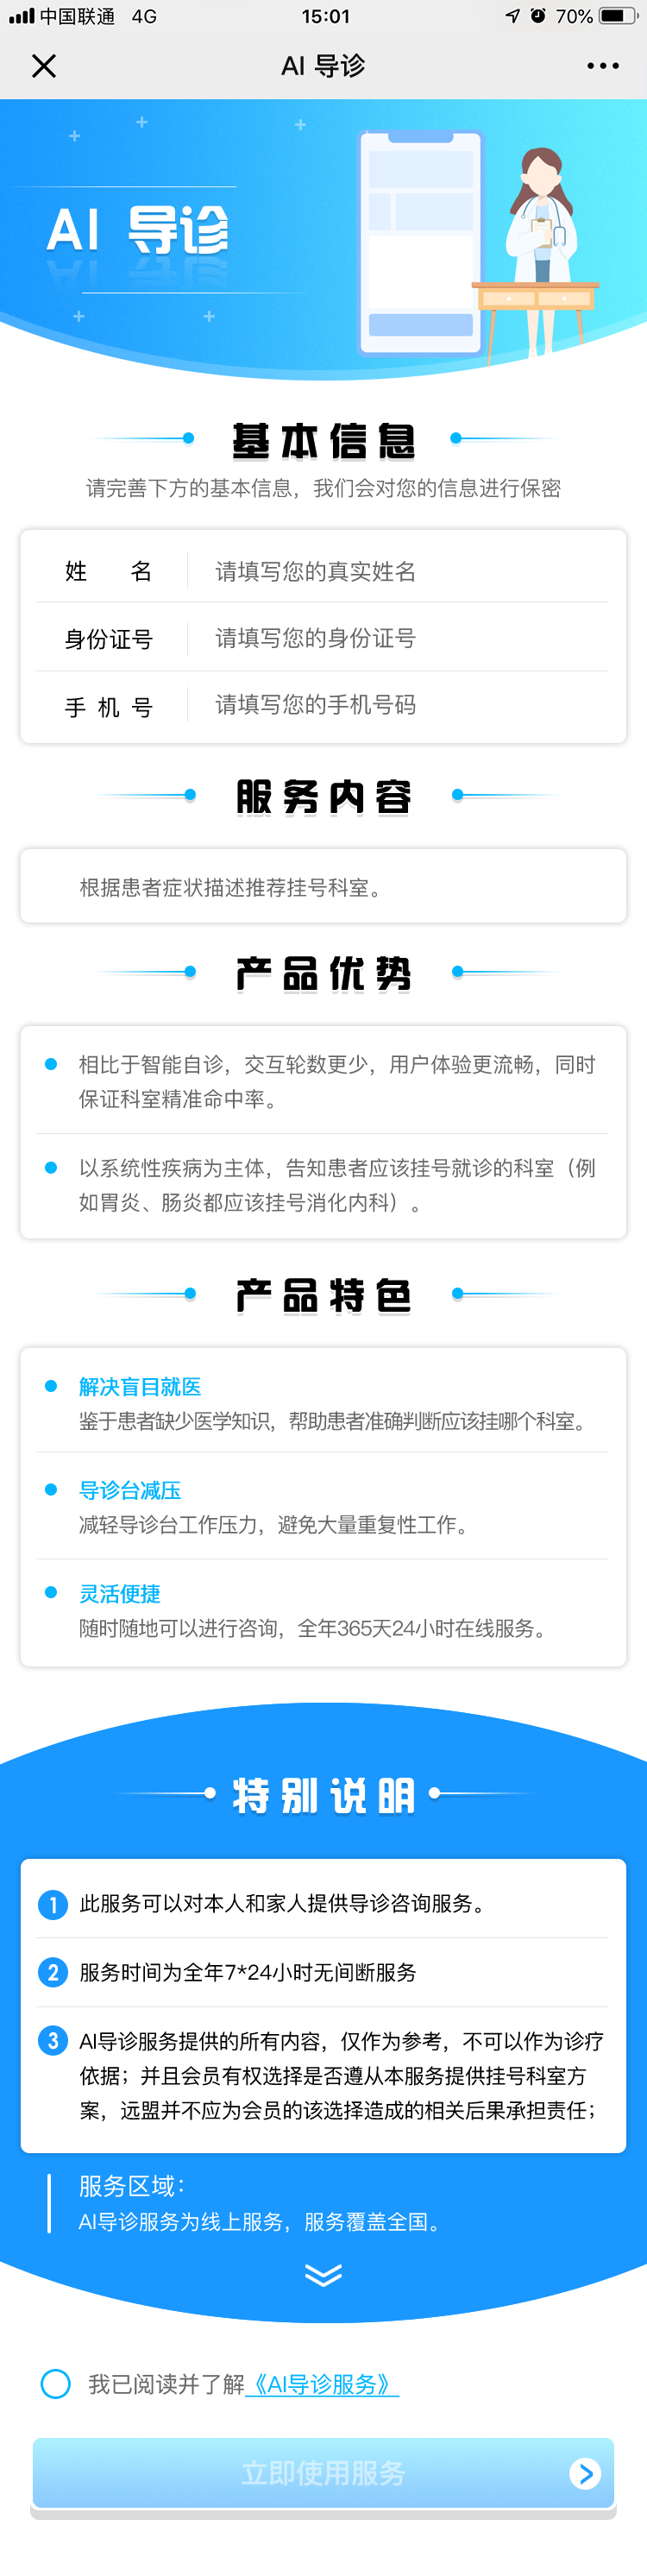 中国联通 4G 15:01 70%
AI 导诊
AI 导诊
基本信息
请完善下方的基本信息，我们会对您的信息进行保密
姓 名 请填写您的真实姓名
身份证号 请填写您的身份证号
手 机 号 请填写您的手机号码
服务内容
根据患者症状描述推荐挂号科室。
产品优势
相比于智能自诊，交互轮数更少，用户体验更流畅，同时
保证科室精准命中率。
以系统性疾病为主体，告知患者应该挂号就诊的科室（例
如胃炎、肠炎都应该挂号消化内科）。
产品特色
解决盲目就医
鉴于患者缺少医学知识，帮助患者准确判断应该挂哪个科室。
导诊台减压
减轻导诊台工作压力，避免大量重复性工作。
灵活便捷
随时随地可以进行咨询，全年365天24小时在线服务。
特别说明
1 此服务可以对本人和家人提供导诊咨询服务。
2 服务时间为全年7*24小时无间断服务
3 AI导诊服务提供的所有内容，仅作为参考，不可以作为诊疗
依据；并且会员有权选择是否遵从本服务提供挂号科室方
案，远盟并不应为会员的该选择造成的相关后果承担责任；
服务区域：
AI导诊服务为线上服务，服务覆盖全国。
我已阅读并了解《AI导诊服务》
立即使用服务